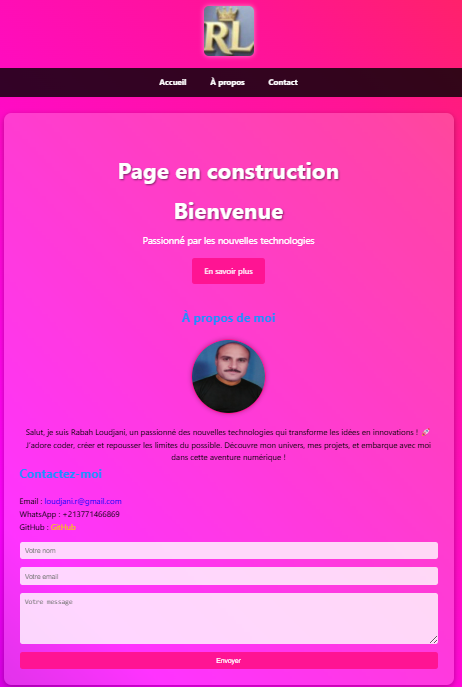 RL
Accueil À propos Contact
Page en construction
Bienvenue
Passionné par les nouvelles technologies
En savoir plus
À propos de moi
Salut, je suis Rabah Loudjani, un passionné des nouvelles technologies qui transforme les idées en innovations ! 🚀
J'adore coder, créer et repousser les limites du possible. Découvre mon univers, mes projets, et embarque avec moi
dans cette aventure numérique !
Contactez-moi
Email : loudjani.r@gmail.com
WhatsApp : +213771466869
GitHub : GitHub
Votre nom
Votre email
Votre message
Envoyer